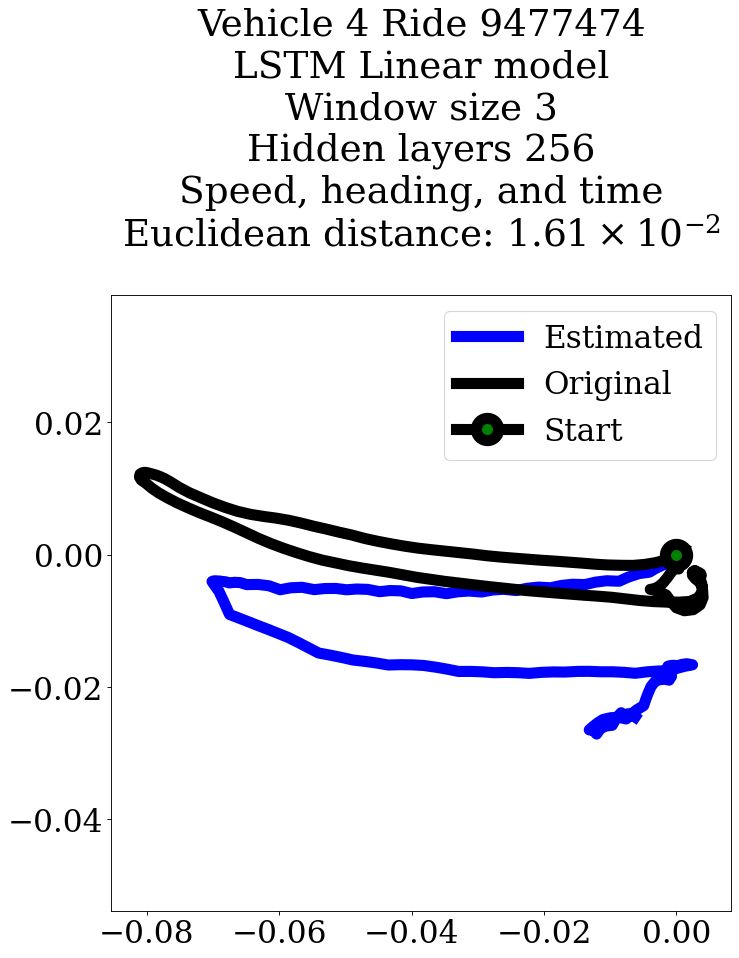 Vehicle 4 Ride 9477474
LSTM Linear model
Window size 3
Hidden layers 256
Speed, heading, and time
Euclidean distance: 1.61 × 10⁻²
Estimated
Original
Start
0.02
0.00
−0.02
−0.04
−0.08 −0.06 −0.04 −0.02 0.00